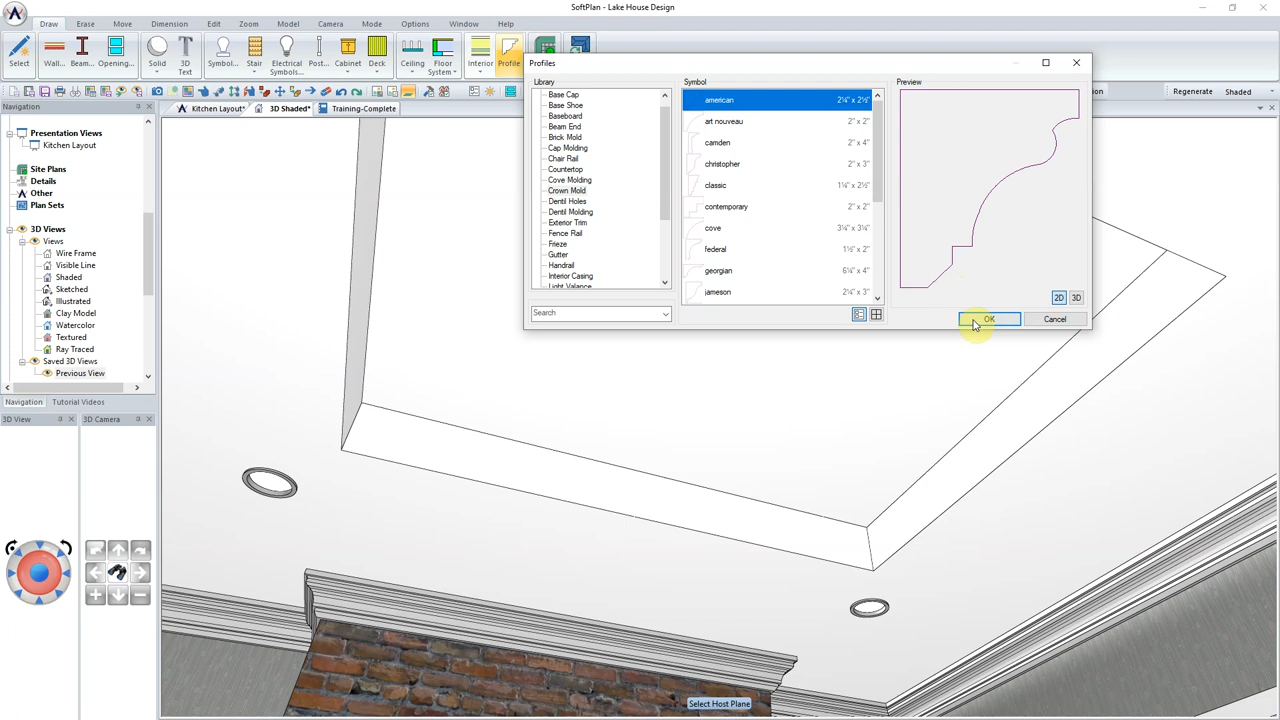 SoftPlan - Lake House Design
Draw Erase Move Dimension Edit Zoom Model Camera Mode Options Window Help
Select Wall... Beam... Opening... Solid 3D Text Symbol... Stair Electrical Symbols... Post... Cabinet Deck Ceiling Floor System Interior Profile
Regenerate Shaded
Navigation
Kitchen Layout* 3D Shaded* Training-Complete
Presentation Views
Kitchen Layout
Site Plans
Details
Other
Plan Sets
3D Views
Views
Wire Frame
Visible Line
Shaded
Sketched
Illustrated
Clay Model
Watercolor
Textured
Ray Traced
Saved 3D Views
Previous View
Navigation Tutorial Videos
3D View 3D Camera
Profiles
Library
Base Cap
Base Shoe
Baseboard
Beam End
Brick Mold
Cap Molding
Chair Rail
Countertop
Cove Molding
Crown Mold
Dentil Holes
Dentil Molding
Exterior Trim
Fence Rail
Frieze
Gutter
Handrail
Interior Casing
Light Valance
Search
Symbol
american 2¼" x 2½"
art nouveau 2" x 2"
camden 2" x 4"
christopher 2" x 3"
classic 1¼" x 2½"
contemporary 2" x 2"
cove 3¼" x 3¼"
federal 1½" x 2"
georgian 6¼" x 4"
jameson 2¼" x 3"
Preview
2D 3D
OK Cancel
Select Host Plane